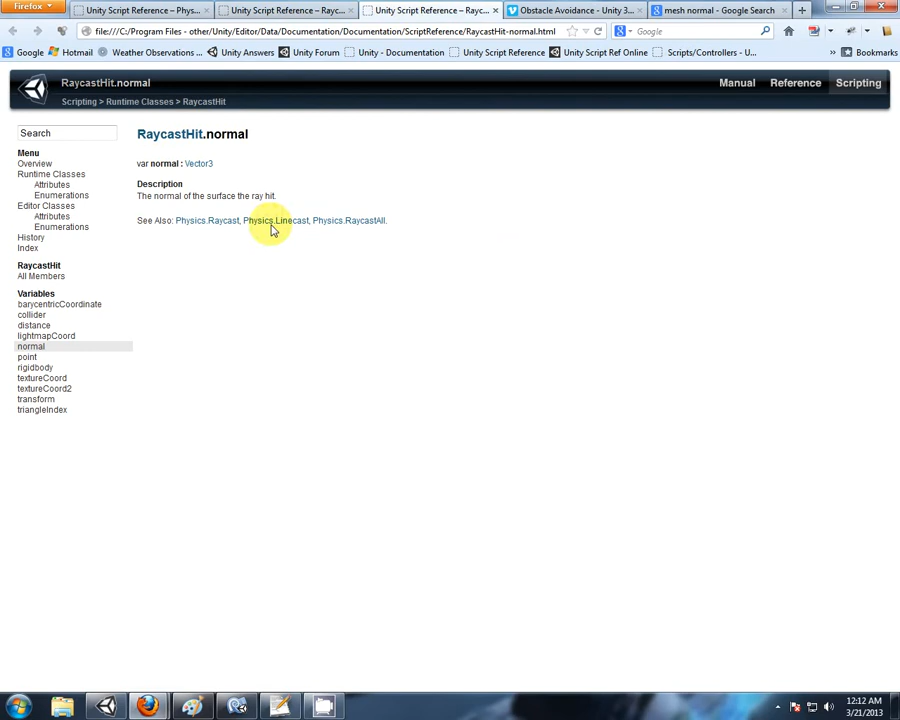 Firefox
Unity Script Reference – Phys...
Unity Script Reference – Rayc...
Unity Script Reference – Rayc...
Obstacle Avoidance - Unity 3...
mesh normal - Google Search
file:///C:/Program Files - other/Unity/Editor/Data/Documentation/Documentation/ScriptReference/RaycastHit-normal.html
Google
Google
Hotmail
Weather Observations ...
Unity Answers
Unity Forum
Unity - Documentation
Unity Script Reference
Unity Script Ref Online
Scripts/Controllers - U...
»
Bookmarks
RaycastHit.normal
Manual
Reference
Scripting
Scripting > Runtime Classes > RaycastHit
Search
Menu
Overview
Runtime Classes
Attributes
Enumerations
Editor Classes
Attributes
Enumerations
History
Index
RaycastHit
All Members
Variables
barycentricCoordinate
collider
distance
lightmapCoord
normal
point
rigidbody
textureCoord
textureCoord2
transform
triangleIndex
RaycastHit.normal
var normal : Vector3
Description
The normal of the surface the ray hit.
See Also: Physics.Raycast, Physics.Linecast, Physics.RaycastAll.
12:12 AM
3/21/2013